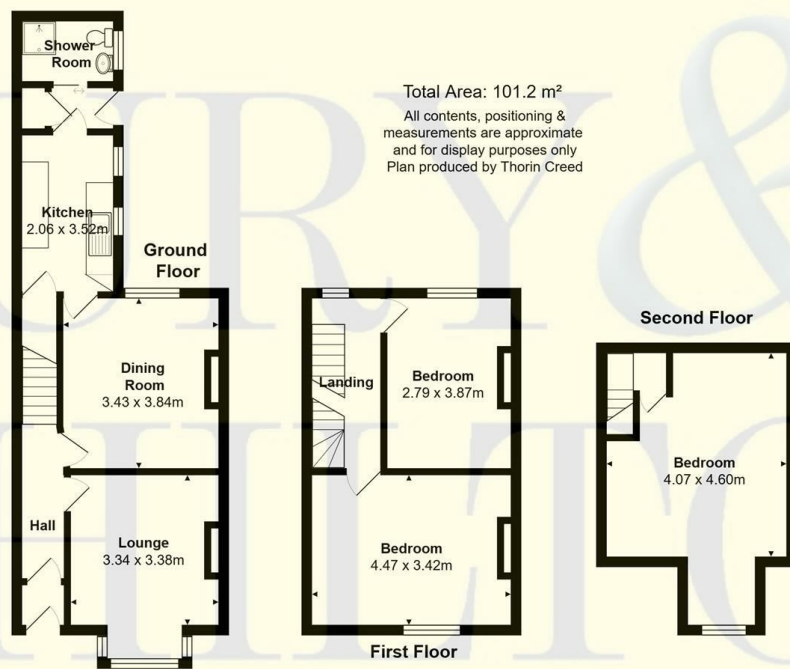 Shower
Room
Total Area: 101.2 m²
All contents, positioning &
measurements are approximate
and for display purposes only
Plan produced by Thorin Creed
Kitchen
2.06 x 3.52m
Ground
Floor
Dining
Room
3.43 x 3.84m
Hall
Lounge
3.34 x 3.38m
Landing
Bedroom
2.79 x 3.87m
Bedroom
4.47 x 3.42m
First Floor
Second Floor
Bedroom
4.07 x 4.60m
URY &
HILTO